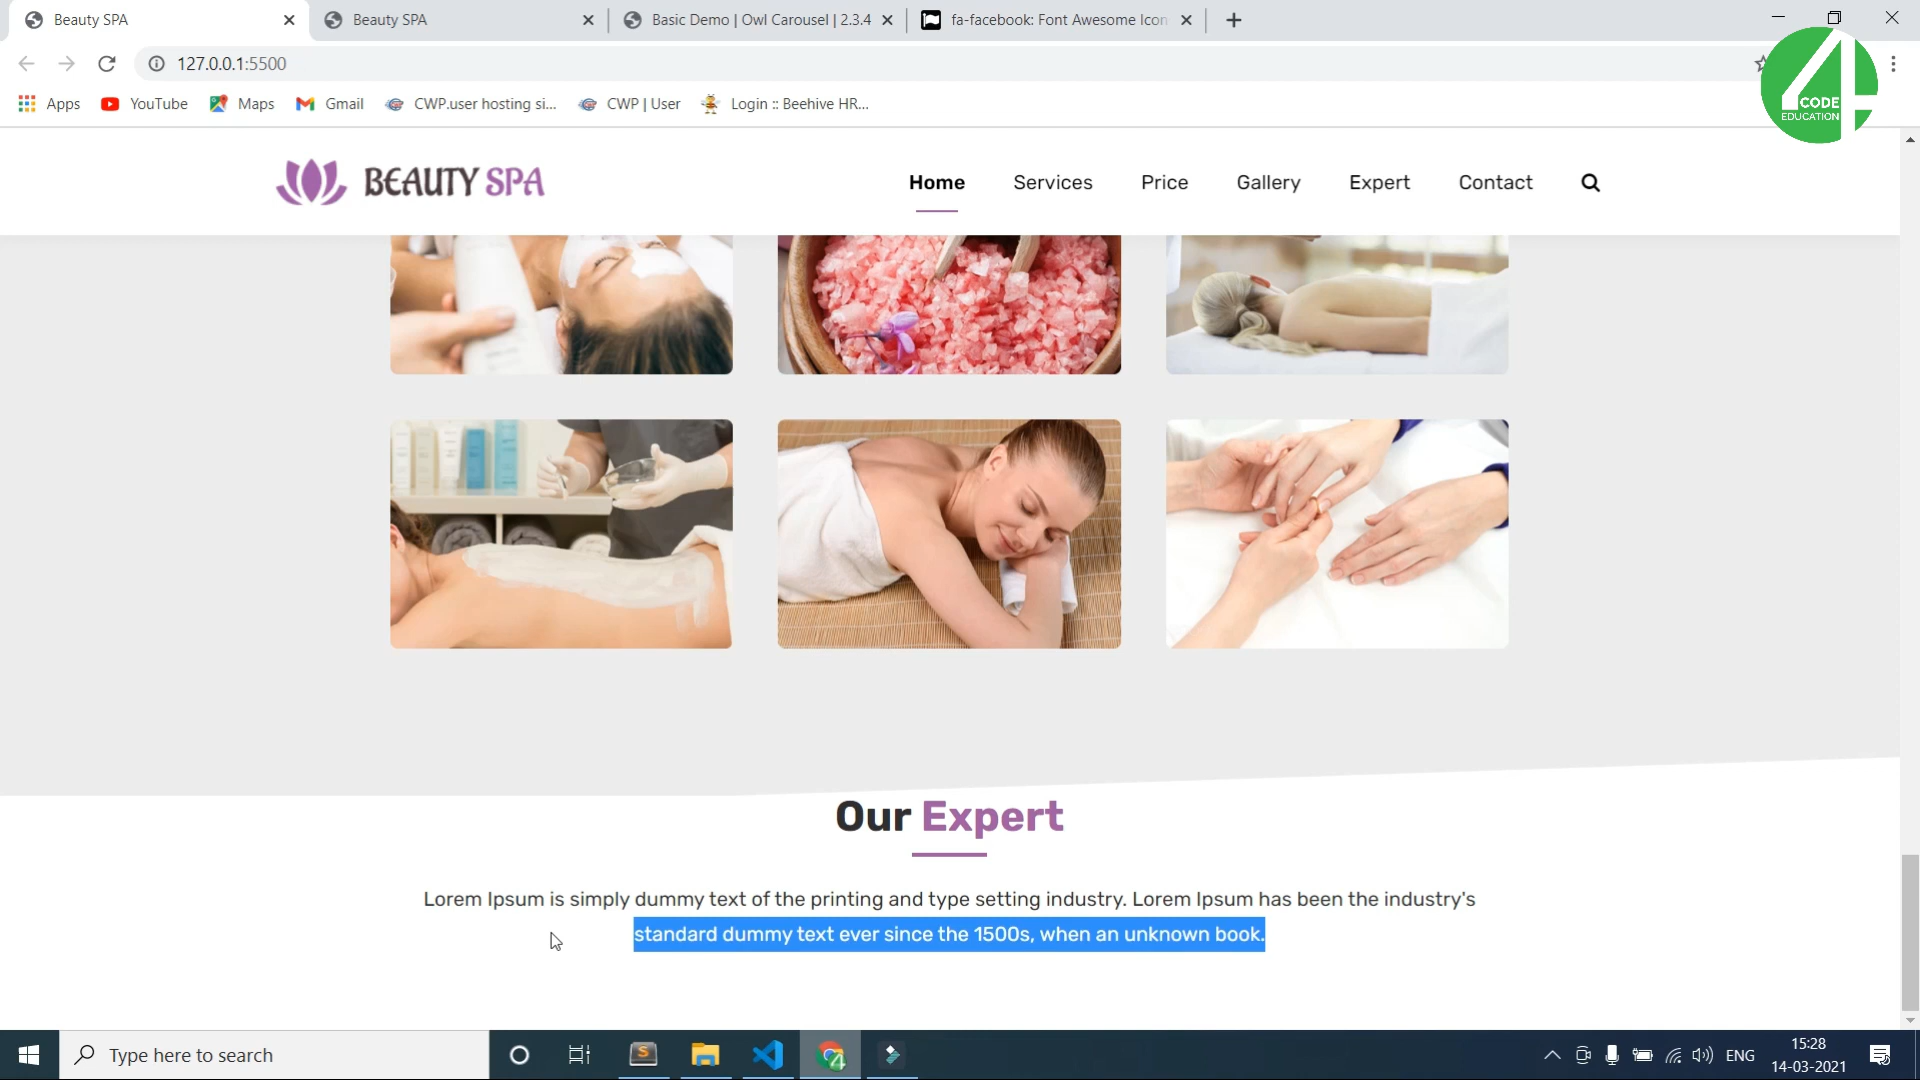 Beauty SPA
Beauty SPA
Basic Demo | Owl Carousel | 2.3.4
fa-facebook: Font Awesome Icon
127.0.0.1:5500
Apps
YouTube
Maps
Gmail
CWP.user hosting si...
CWP | User
Login :: Beehive HR...
4
CODE
EDUCATION
BEAUTY SPA
Home
Services
Price
Gallery
Expert
Contact
Our Expert
Lorem Ipsum is simply dummy text of the printing and type setting industry. Lorem Ipsum has been the industry's
standard dummy text ever since the 1500s, when an unknown book.
Type here to search
ENG
15:28
14-03-2021